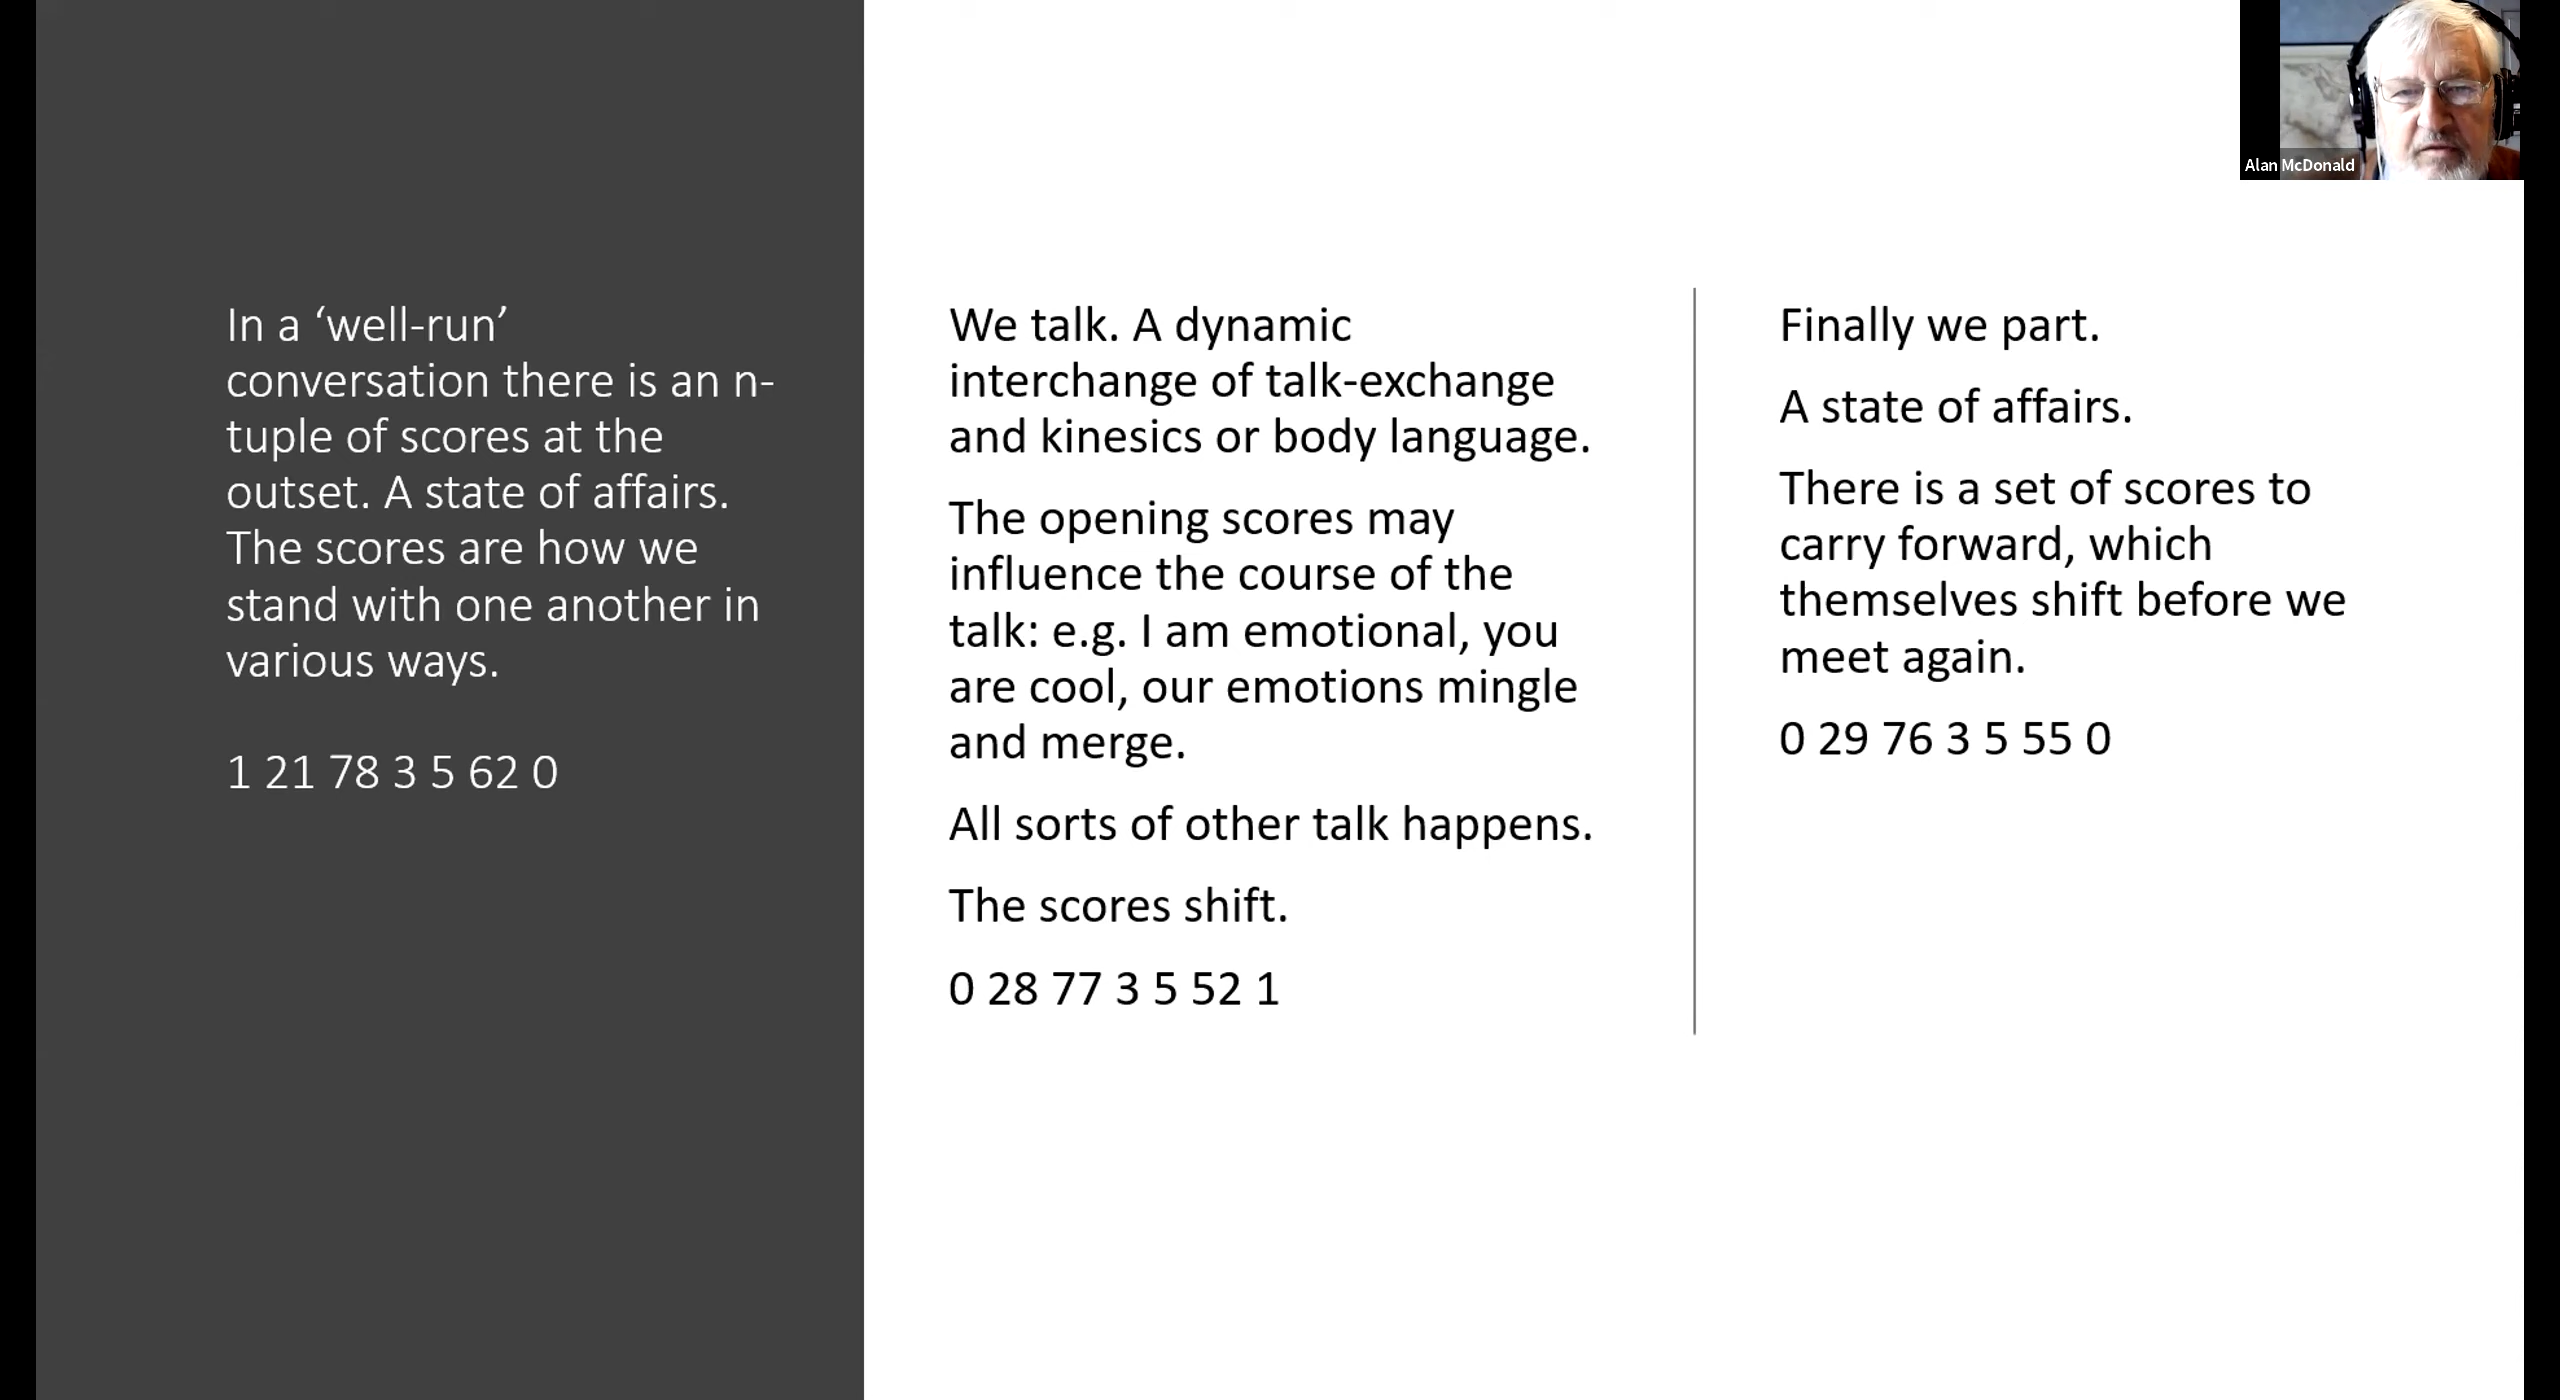 In a ‘well-run’
conversation there is an n-
tuple of scores at the
outset. A state of affairs.
The scores are how we
stand with one another in
various ways.
1 21 78 3 5 62 0
We talk. A dynamic
interchange of talk-exchange
and kinesics or body language.
The opening scores may
influence the course of the
talk: e.g. I am emotional, you
are cool, our emotions mingle
and merge.
All sorts of other talk happens.
The scores shift.
0 28 77 3 5 52 1
Finally we part.
A state of affairs.
There is a set of scores to
carry forward, which
themselves shift before we
meet again.
0 29 76 3 5 55 0
Alan McDonald